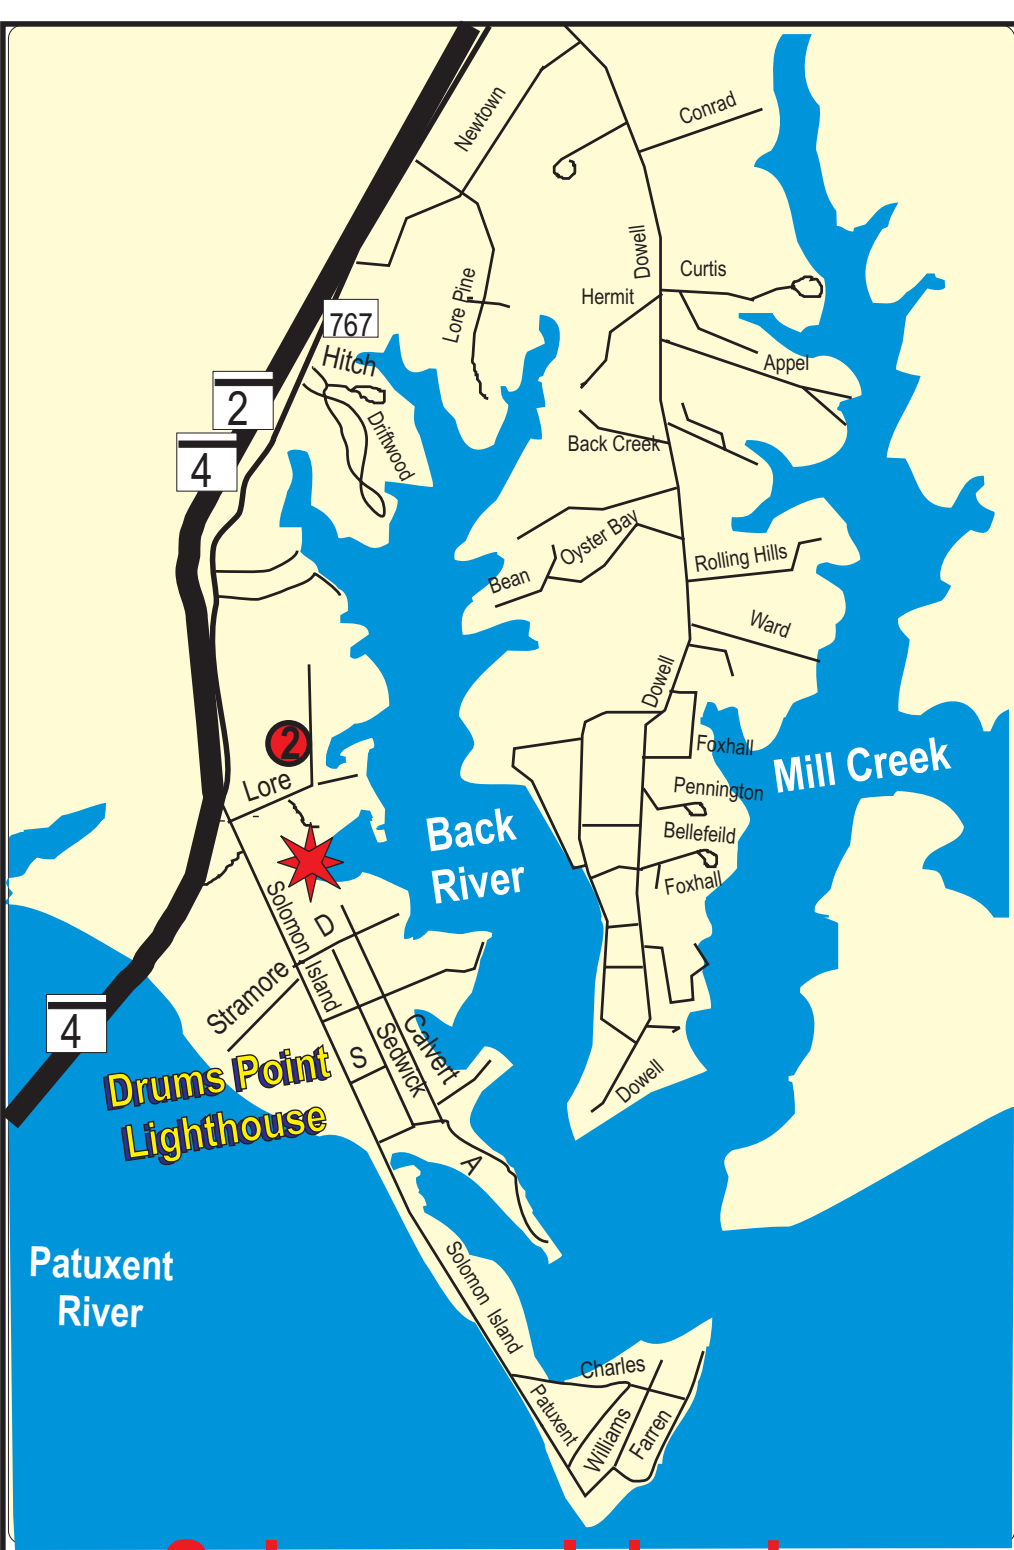 Newtown
Conrad
Dowell
Curtis
Hermit
Lore Pine
767
Hitch
Appel
2
Driftwood
Back Creek
4
Oyster Bay
Rolling Hills
Bean
Ward
Dowell
2
Foxhall
Mill Creek
Lore
Pennington
Back
River
Bellefeild
Foxhall
Solomon Island
D
Stramore
4
Calvert
Sedwick
S
Drums Point
Lighthouse
Dowell
A
Patuxent
River
Solomon Island
Charles
Patuxent
Williams
Farren